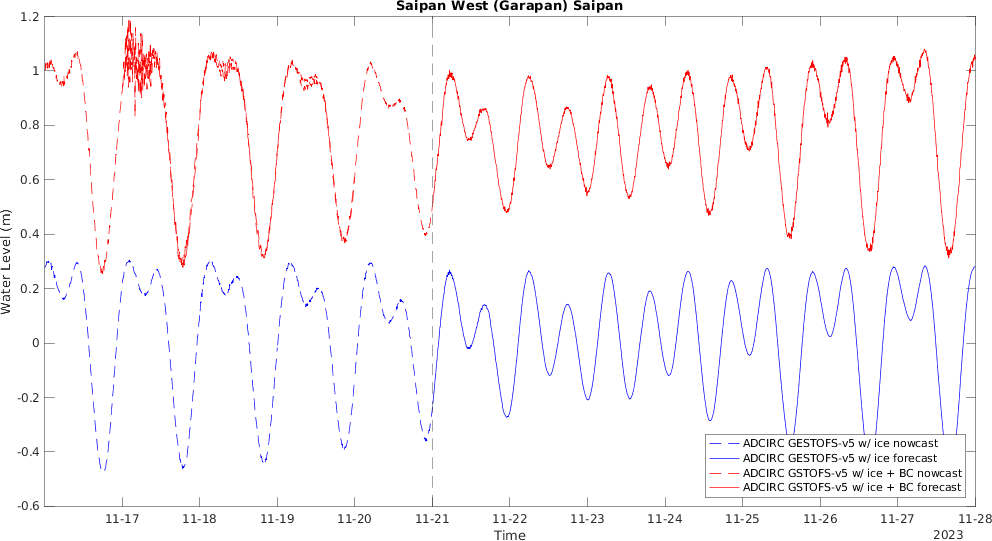 Saipan West (Garapan) Saipan
1.2
1
0.8
0.6
0.4
0.2
0
-0.2
-0.4
-0.6
Water Level (m)
ADCIRC GESTOFS-v5 w/ ice nowcast
ADCIRC GESTOFS-v5 w/ ice forecast
ADCIRC GSTOFS-v5 w/ ice + BC nowcast
ADCIRC GSTOFS-v5 w/ ice + BC forecast
11-17 11-18 11-19 11-20 11-21 11-22 11-23 11-24 11-25 11-26 11-27 11-28
Time
2023